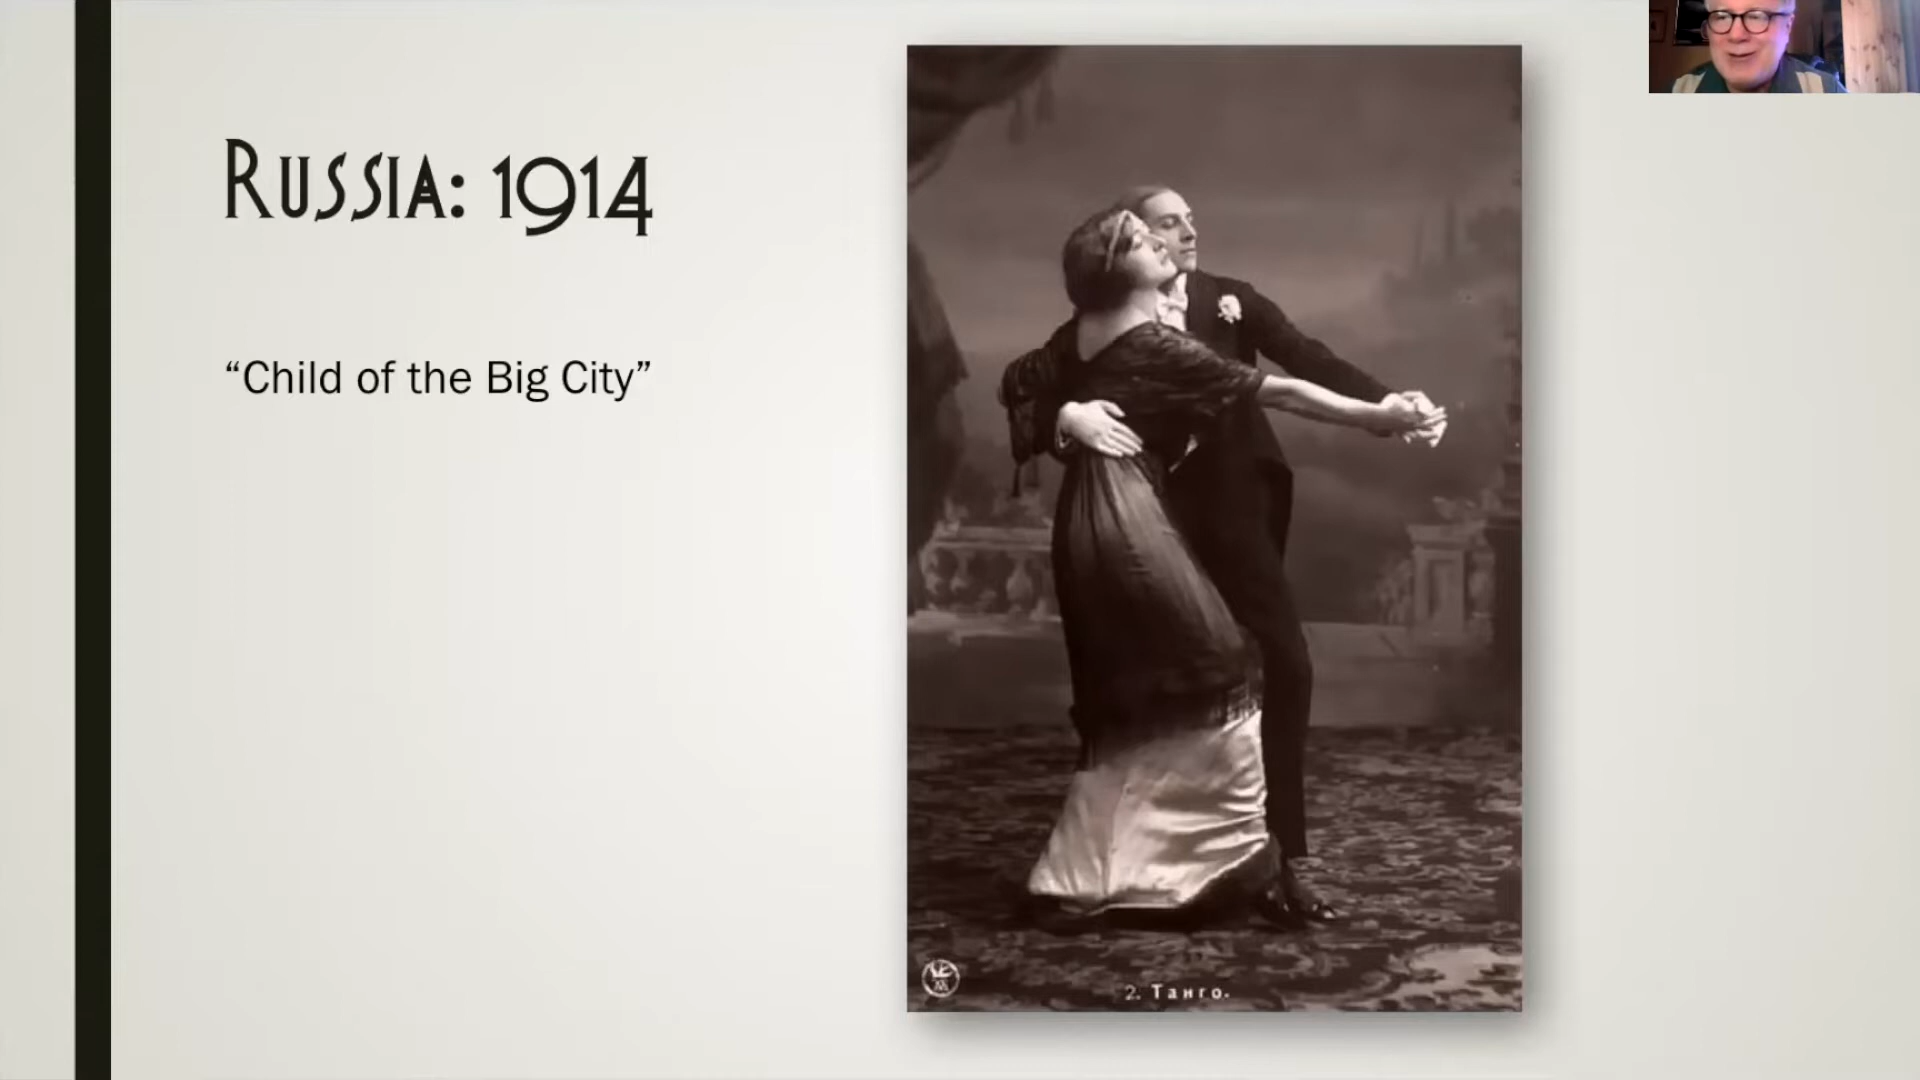 Russia: 1914
“Child of the Big City”
2. Танго.